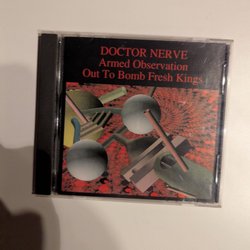 DOCTOR NERVE
Armed Observation
Out To Bomb Fresh Kings